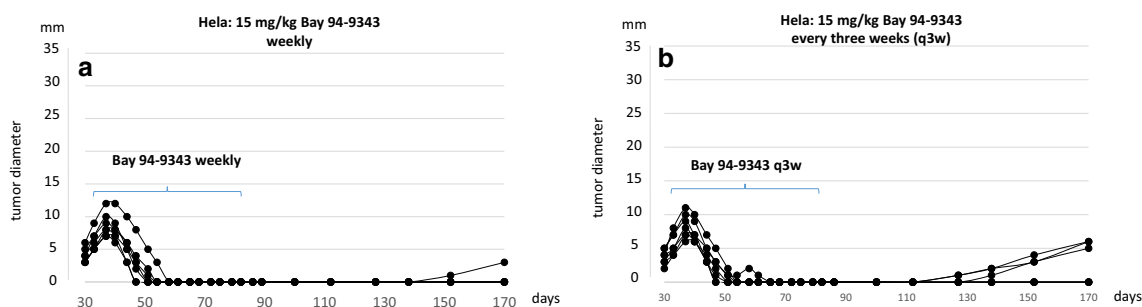 Hela: 15 mg/kg Bay 94-9343
weekly
mm
35
30
25
20
15
10
5
0
a
tumor diameter
Bay 94-9343 weekly
30 50 70 90 110 130 150 170 days
Hela: 15 mg/kg Bay 94-9343
every three weeks (q3w)
mm
35
30
25
20
15
10
5
0
b
tumor diameter
Bay 94-9343 q3w
30 50 70 90 110 130 150 170 days